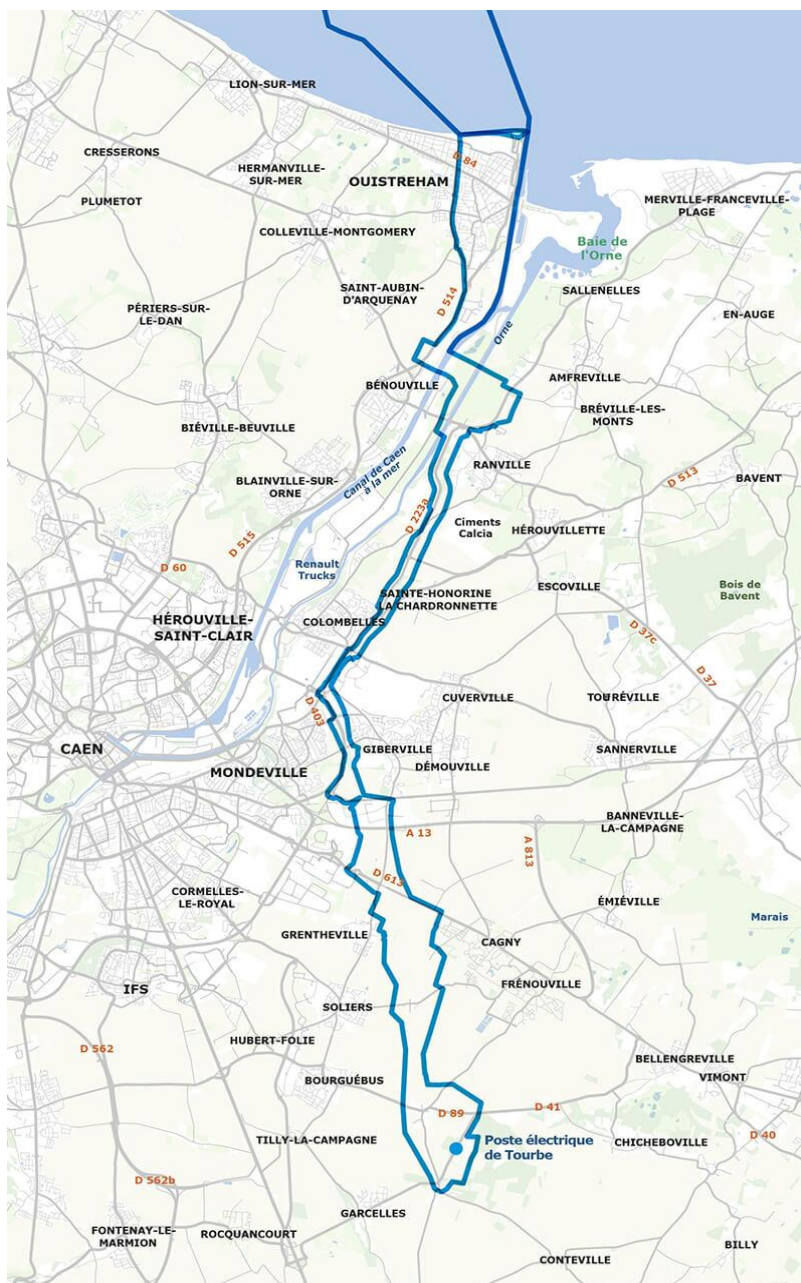 LION-SUR-MER
CRESSERONS
D 84
HERMANVILLE-
SUR-MER
OUISTREHAM
PLUMETOT
MERVILLE-FRANCEVILLE-
PLAGE
COLLEVILLE-MONTGOMERY
Baie de
l'Orne
SAINT-AUBIN-
D'ARQUENAY
SALLENELLES
PÉRIERS-SUR-
LE-DAN
D 514
EN-AUGE
Orne
BÉNOUVILLE
AMFREVILLE
BRÉVILLE-LES-
MONTS
BIÉVILLE-BEUVILLE
RANVILLE
D 513
BAVENT
BLAINVILLE-SUR-
ORNE
Canal de Caen
à la mer
D 223a
Ciments
Calcia
HÉROUVILLETTE
D 515
D 60
Renault
Trucks
ESCOVILLE
Bois de
Bavent
SAINTE-HONORINE
LA CHARDRONNETTE
HÉROUVILLE-
SAINT-CLAIR
COLOMBELLES
D 37c
D 37
CUVERVILLE
TOURÉVILLE
D 403
CAEN
GIBERVILLE
SANNERVILLE
MONDEVILLE
DÉMOUVILLE
BANNEVILLE-
LA-CAMPAGNE
A 13
A 813
D 613
CORMELLES-
LE-ROYAL
ÉMIÉVILLE
Marais
GRENTHEVILLE
CAGNY
IFS
FRÉNOUVILLE
SOLIERS
D 562
HUBERT-FOLIE
BELLENGREVILLE
VIMONT
BOURGUÉBUS
D 89
D 41
TILLY-LA-CAMPAGNE
Poste électrique
de Tourbe
CHICHEBOVILLE
D 40
D 562b
GARCELLES
FONTENAY-LE-
MARMION
ROCQUANCOURT
CONTEVILLE
BILLY